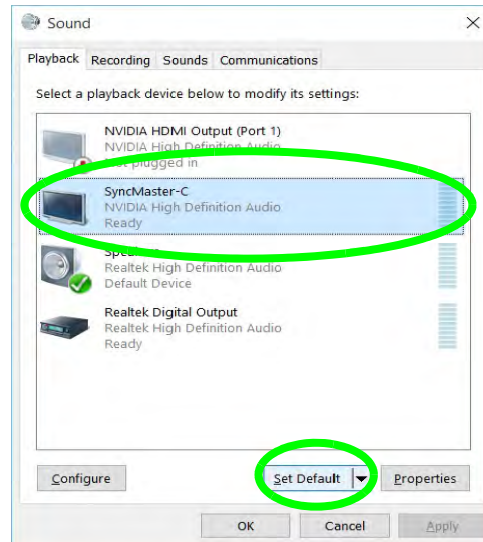 Sound
Playback Recording Sounds Communications
Select a playback device below to modify its settings:
NVIDIA HDMI Output (Port 1)
NVIDIA High Definition Audio
plugged in
SyncMaster-C
NVIDIA High Definition Audio
Ready
Realtek High Definition Audio
Default Device
Realtek Digital Output
Realtek High Definition Audio
Ready
Configure Set Default Properties
OK Cancel Apply